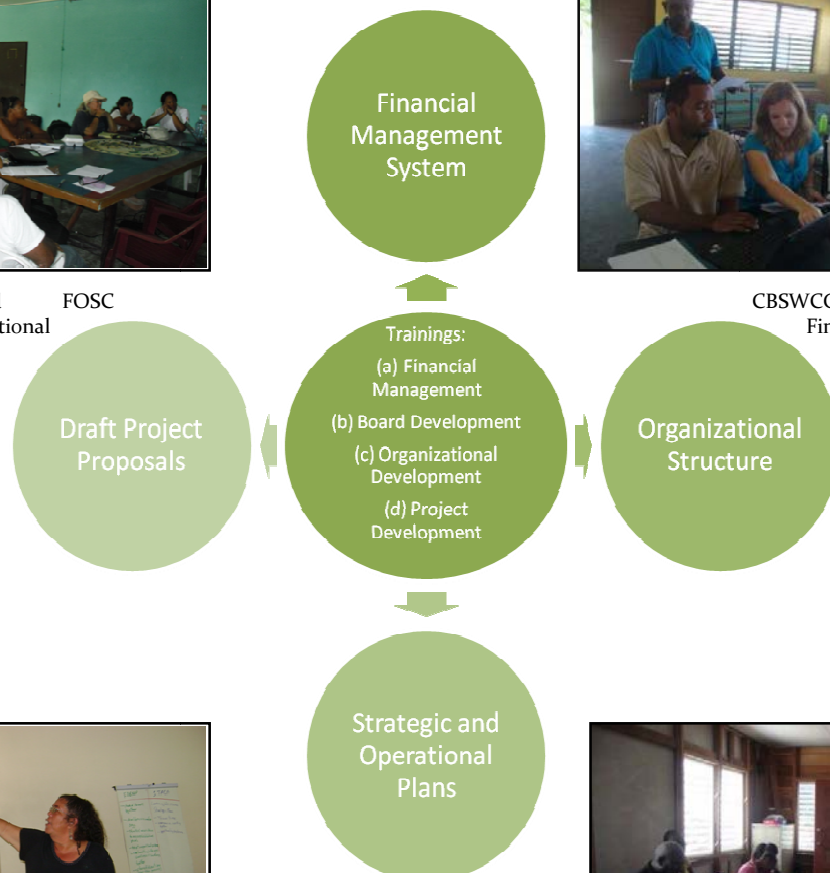 Financial
Management
System
FOSC
CBSWCG
Trainings:
(a) Financial
Management
(b) Board Development
(c) Organizational
Development
(d) Project
Development
Draft Project
Proposals
Organizational
Structure
Strategic and
Operational
Plans